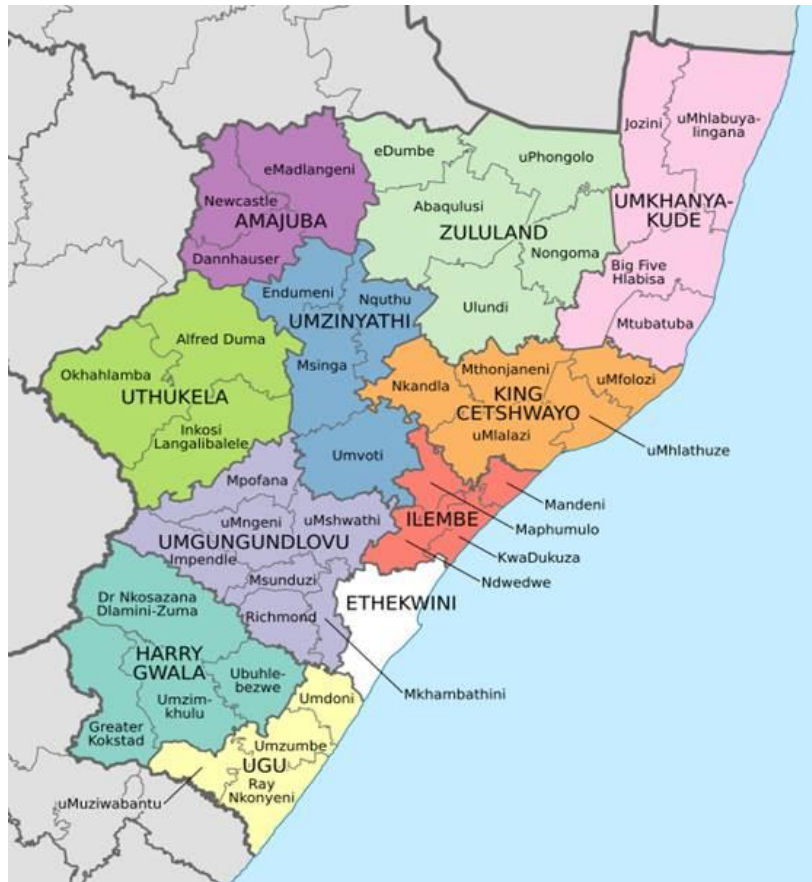 Jozini
uMhlabuya-
lingana
eDumbe
uPhongolo
eMadlangeni
Newcastle
AMAJUBA
Abaqulusi
ZULULAND
UMKHANYA-
KUDE
Dannhauser
Nongoma
Big Five
Hlabisa
Endumeni
Nquthu
UMZINYATHI
Ulundi
Mtubatuba
Alfred Duma
Msinga
Okhahlamba
UTHUKELA
Mthonjaneni
Nkandla
uMfolozi
KING
CETSHWAYO
Inkosi
Langalibalele
uMlalazi
uMhlathuze
Umvoti
Mpofana
Mandeni
uMngeni
uMshwathi
ILEMBE
Maphumulo
UMGUNGUNDLOVU
Impendle
KwaDukuza
Msunduzi
Ndwedwe
Dr Nkosazana
Dlamini-Zuma
Richmond
ETHEKWINI
HARRY
GWALA
Ubuhle-
bezwe
Mkhambathini
Umzim-
khulu
Umdoni
Greater
Kokstad
Umzumbe
UGU
Ray
Nkonyeni
uMuziwabantu